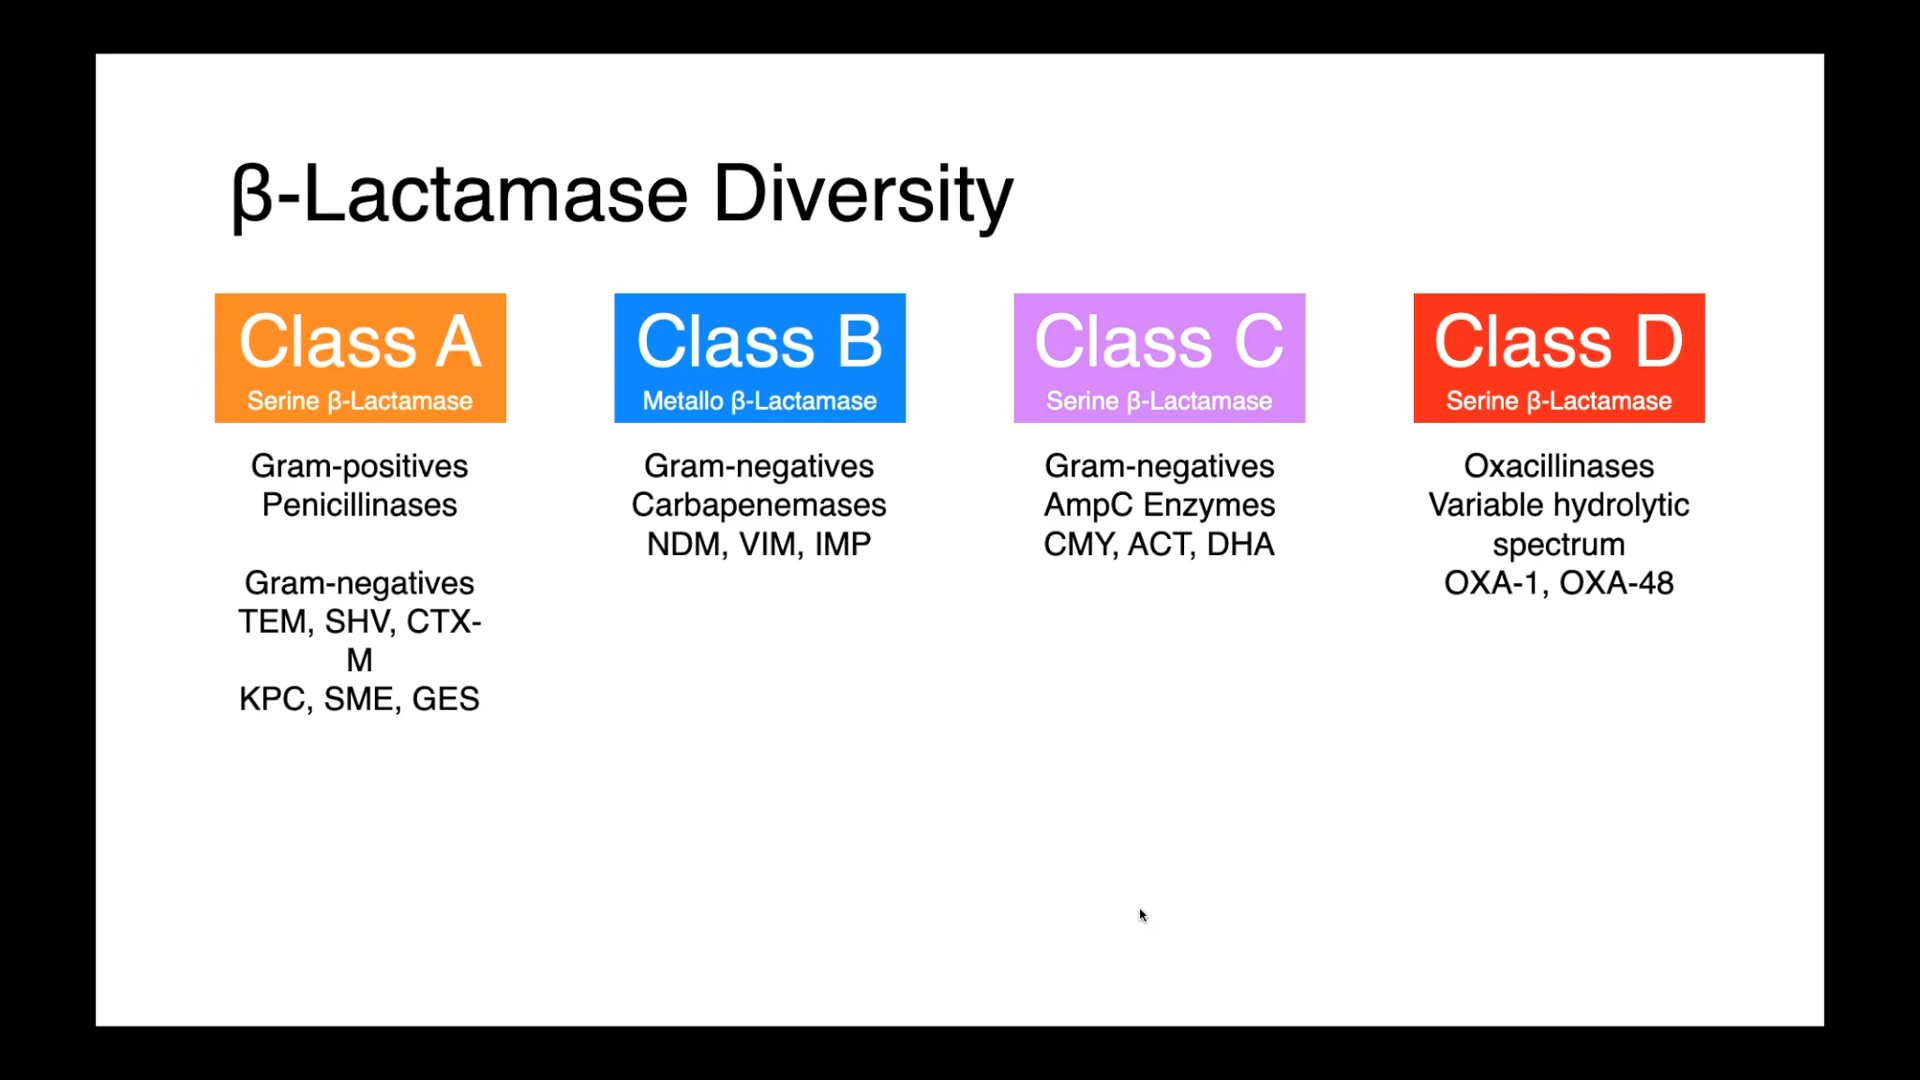 β-Lactamase Diversity
Class A
Serine β-Lactamase
Gram-positives
Penicillinases
Gram-negatives
TEM, SHV, CTX-
M
KPC, SME, GES
Class B
Metallo β-Lactamase
Gram-negatives
Carbapenemases
NDM, VIM, IMP
Class C
Serine β-Lactamase
Gram-negatives
AmpC Enzymes
CMY, ACT, DHA
Class D
Serine β-Lactamase
Oxacillinases
Variable hydrolytic
spectrum
OXA-1, OXA-48